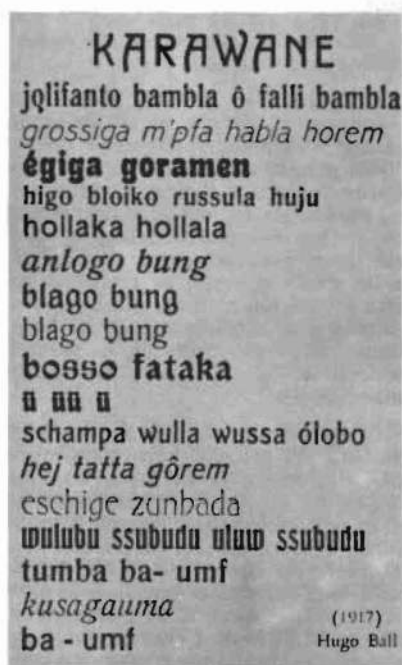 KARAWANE
jolifanto bambla ô falli bambla
grossiga m'pfa habla horem
égiga goramen
higo bloiko russula huju
hollaka hollala
anlogo bung
blago bung
blago bung
bosso fataka
ü üü ü
schampa wulla wussa ólobo
hej tatta gôrem
eschige zunbada
wulubu ssubudu uluw ssubudu
tumba ba- umf
kusagauma
ba - umf
(1917)
Hugo Ball